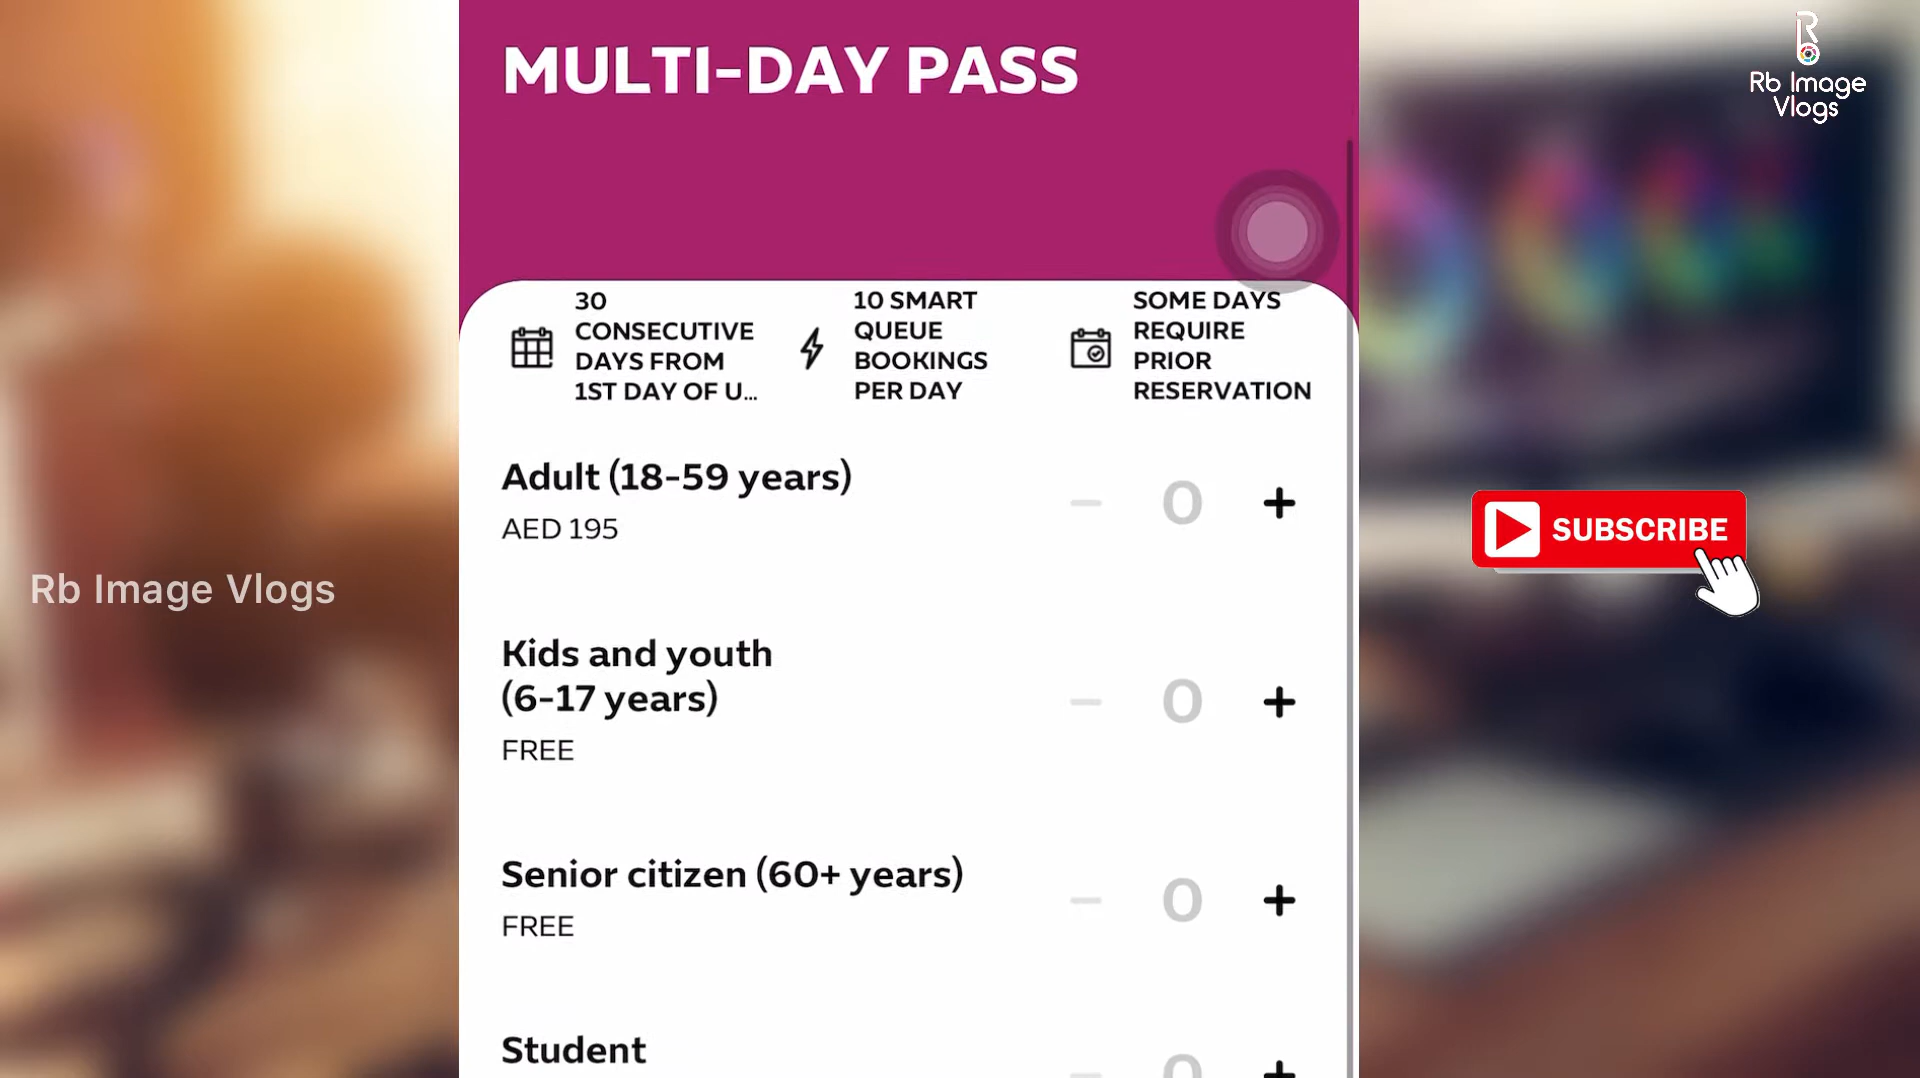 MULTI-DAY PASS
Rb Image
Vlogs
30
CONSECUTIVE
DAYS FROM
1ST DAY OF U...
10 SMART
QUEUE
BOOKINGS
PER DAY
SOME DAYS
REQUIRE
PRIOR
RESERVATION
Adult (18-59 years)
AED 195
0
SUBSCRIBE
Rb Image Vlogs
Kids and youth
(6-17 years)
FREE
0
Senior citizen (60+ years)
FREE
0
Student
0